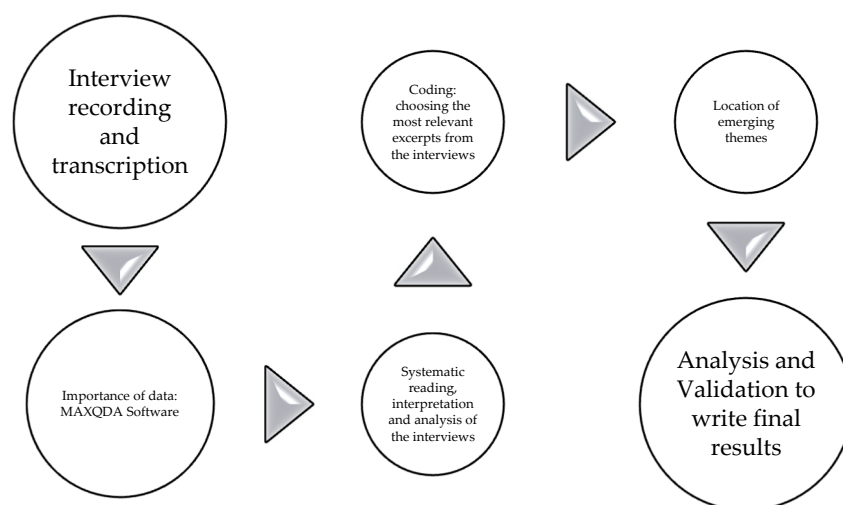 Interview
recording
and
transcription
Importance of data:
MAXQDA Software
Systematic
reading,
interpretation
and analysis of
the interviews
Coding:
choosing the
most relevant
excerpts from
the interviews
Location of
emerging
themes
Analysis and
Validation to
write final
results